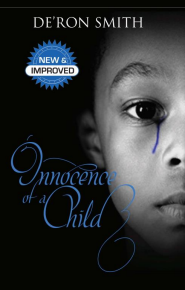 DE'RON SMITH
NEW &
IMPROVED
Innocence
of a
Child